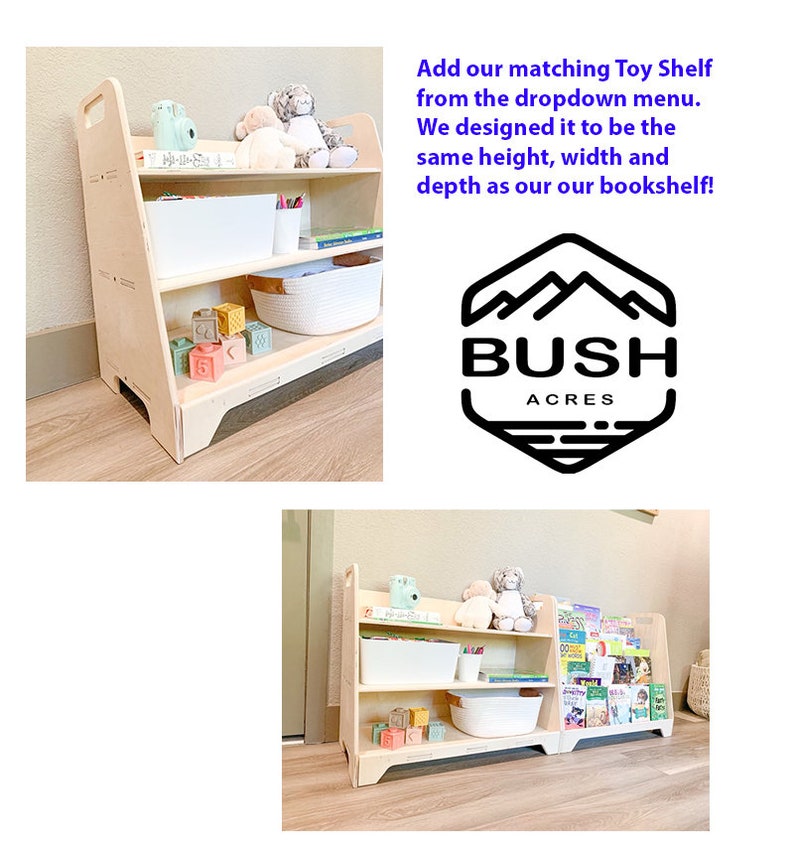 Add our matching Toy Shelf
from the dropdown menu.
We designed it to be the
same height, width and
depth as our our bookshelf!
BUSH
ACRES